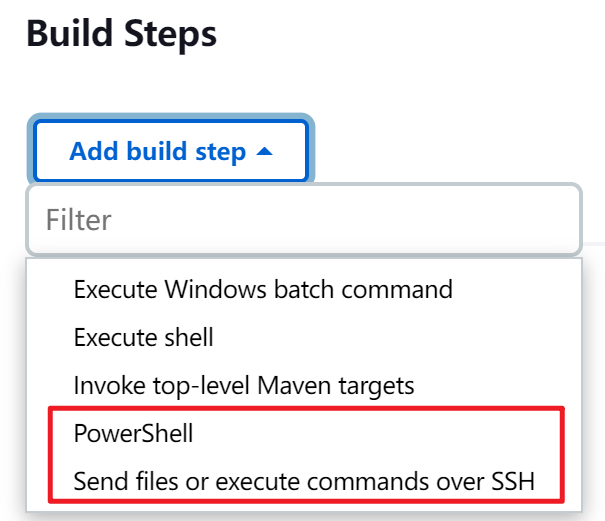 Build Steps
Add build step
Filter
Execute Windows batch command
Execute shell
Invoke top-level Maven targets
PowerShell
Send files or execute commands over SSH